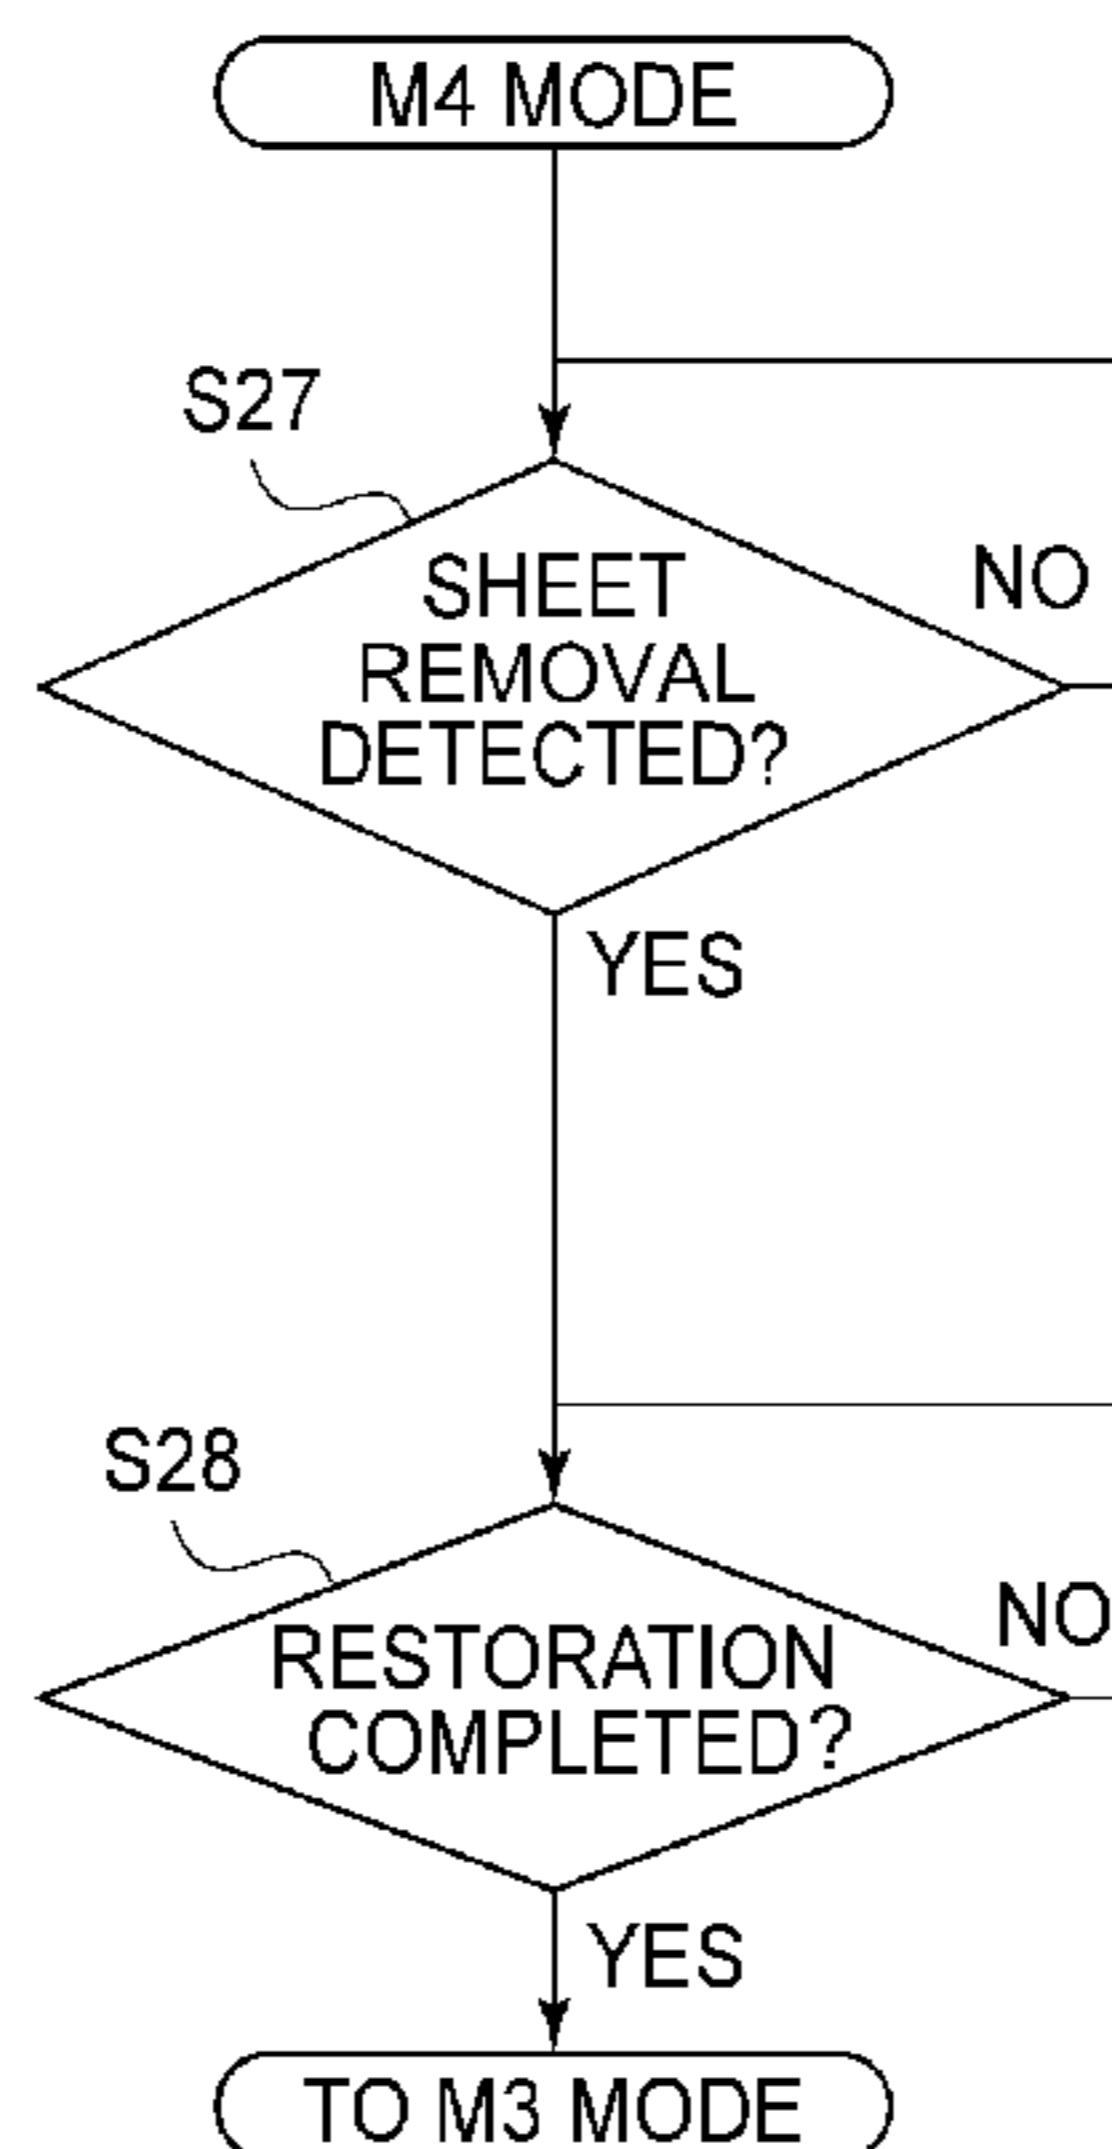 M4 MODE
S27
SHEET
REMOVAL
DETECTED?
NO
YES
S28
RESTORATION
COMPLETED?
NO
YES
TO M3 MODE